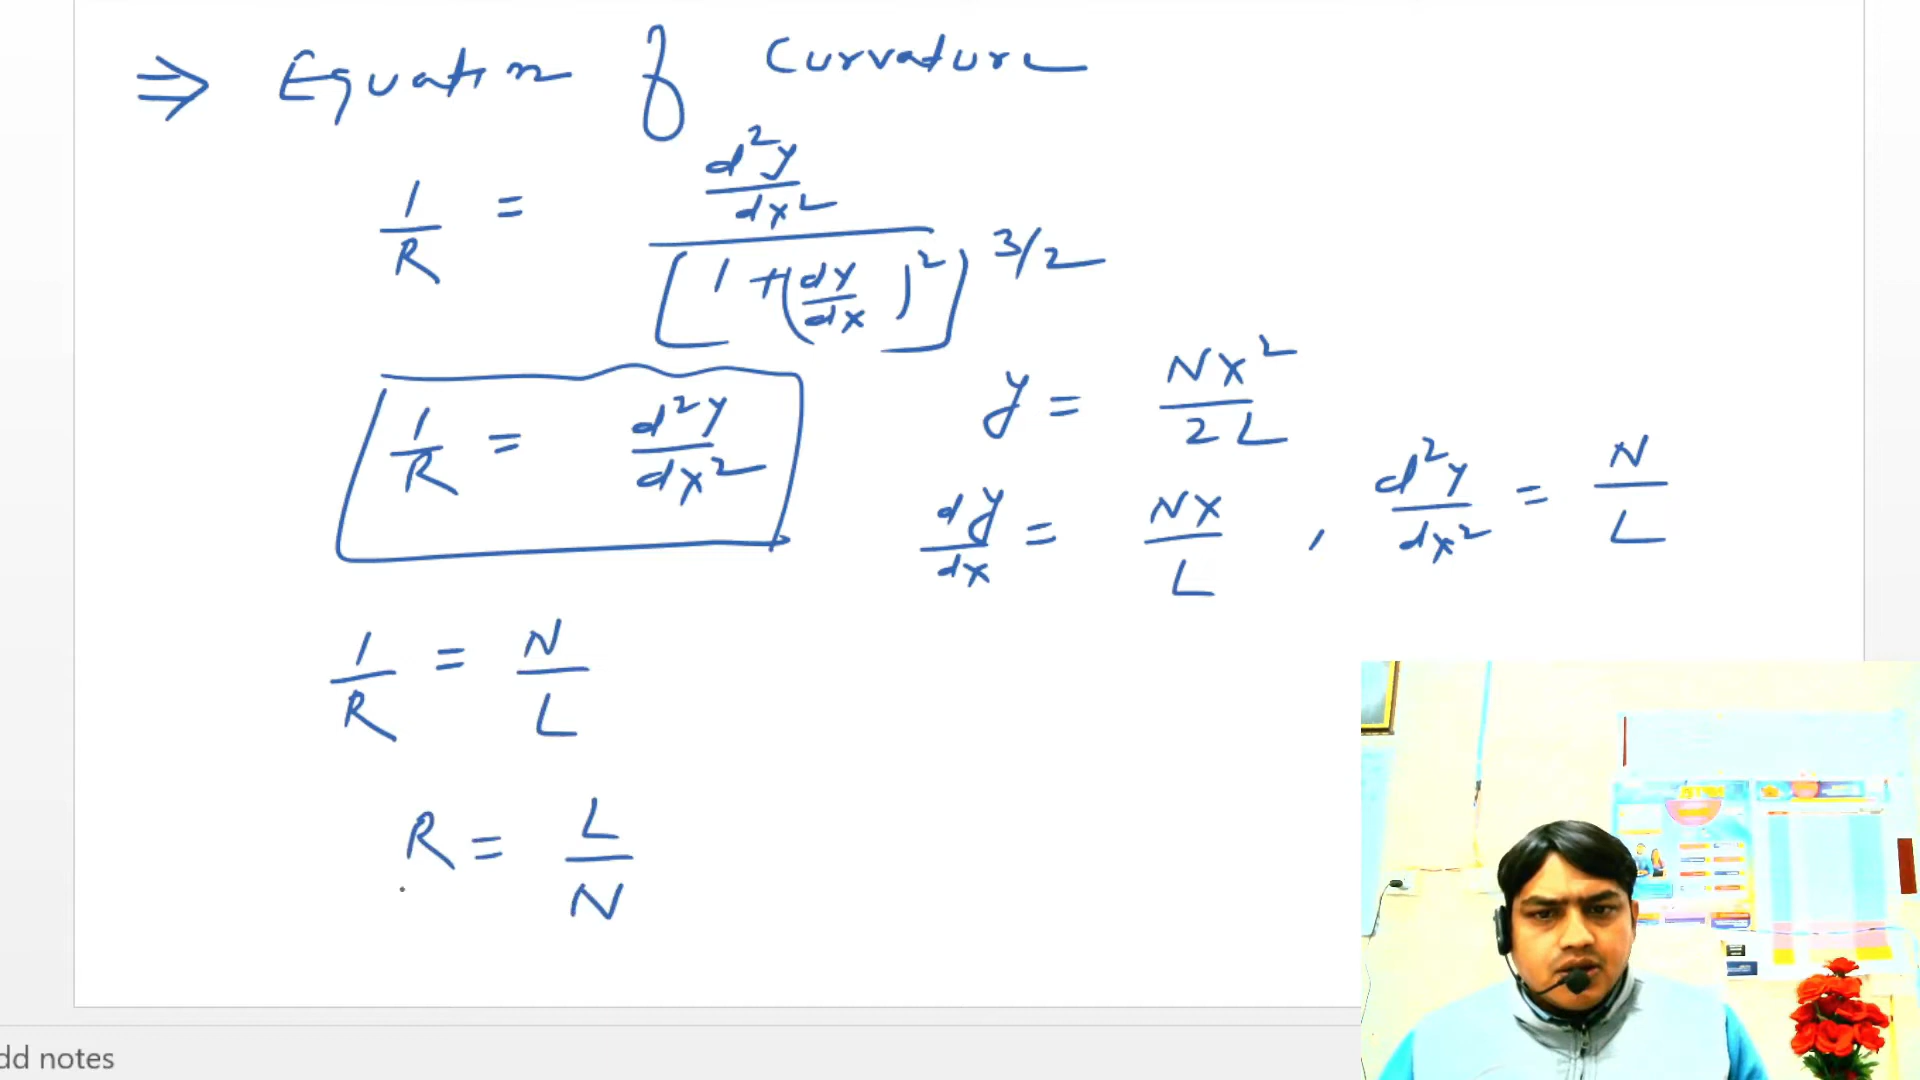 ⇒ Equation of Curvature
1/R = (d²y/dx²) / [1 + (dy/dx)²]^3/2
1/R = d²y/dx²
y = Nx²/2L
dy/dx = Nx/L , d²y/dx² = N/L
1/R = N/L
R = L/N
dd notes